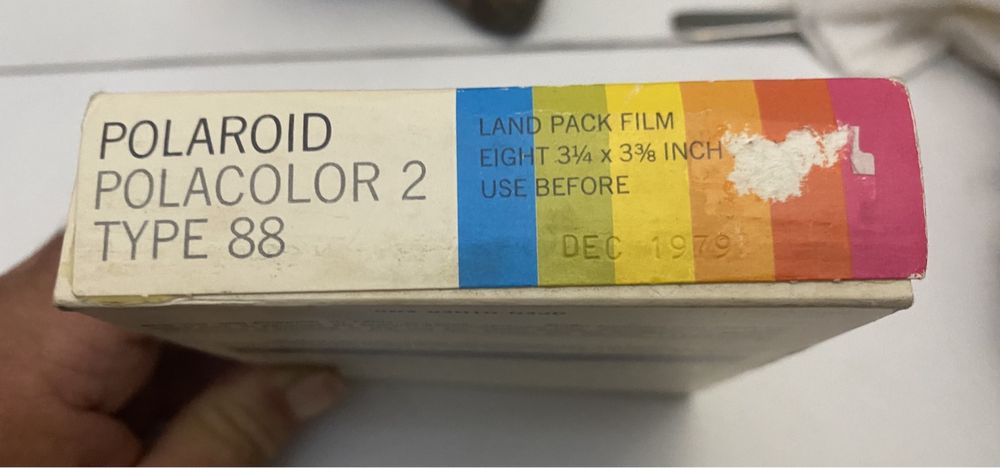 POLAROID
POLACOLOR 2
TYPE 88
LAND PACK FILM
EIGHT 3¼ x 3⅜ INCH
USE BEFORE
DEC 1979